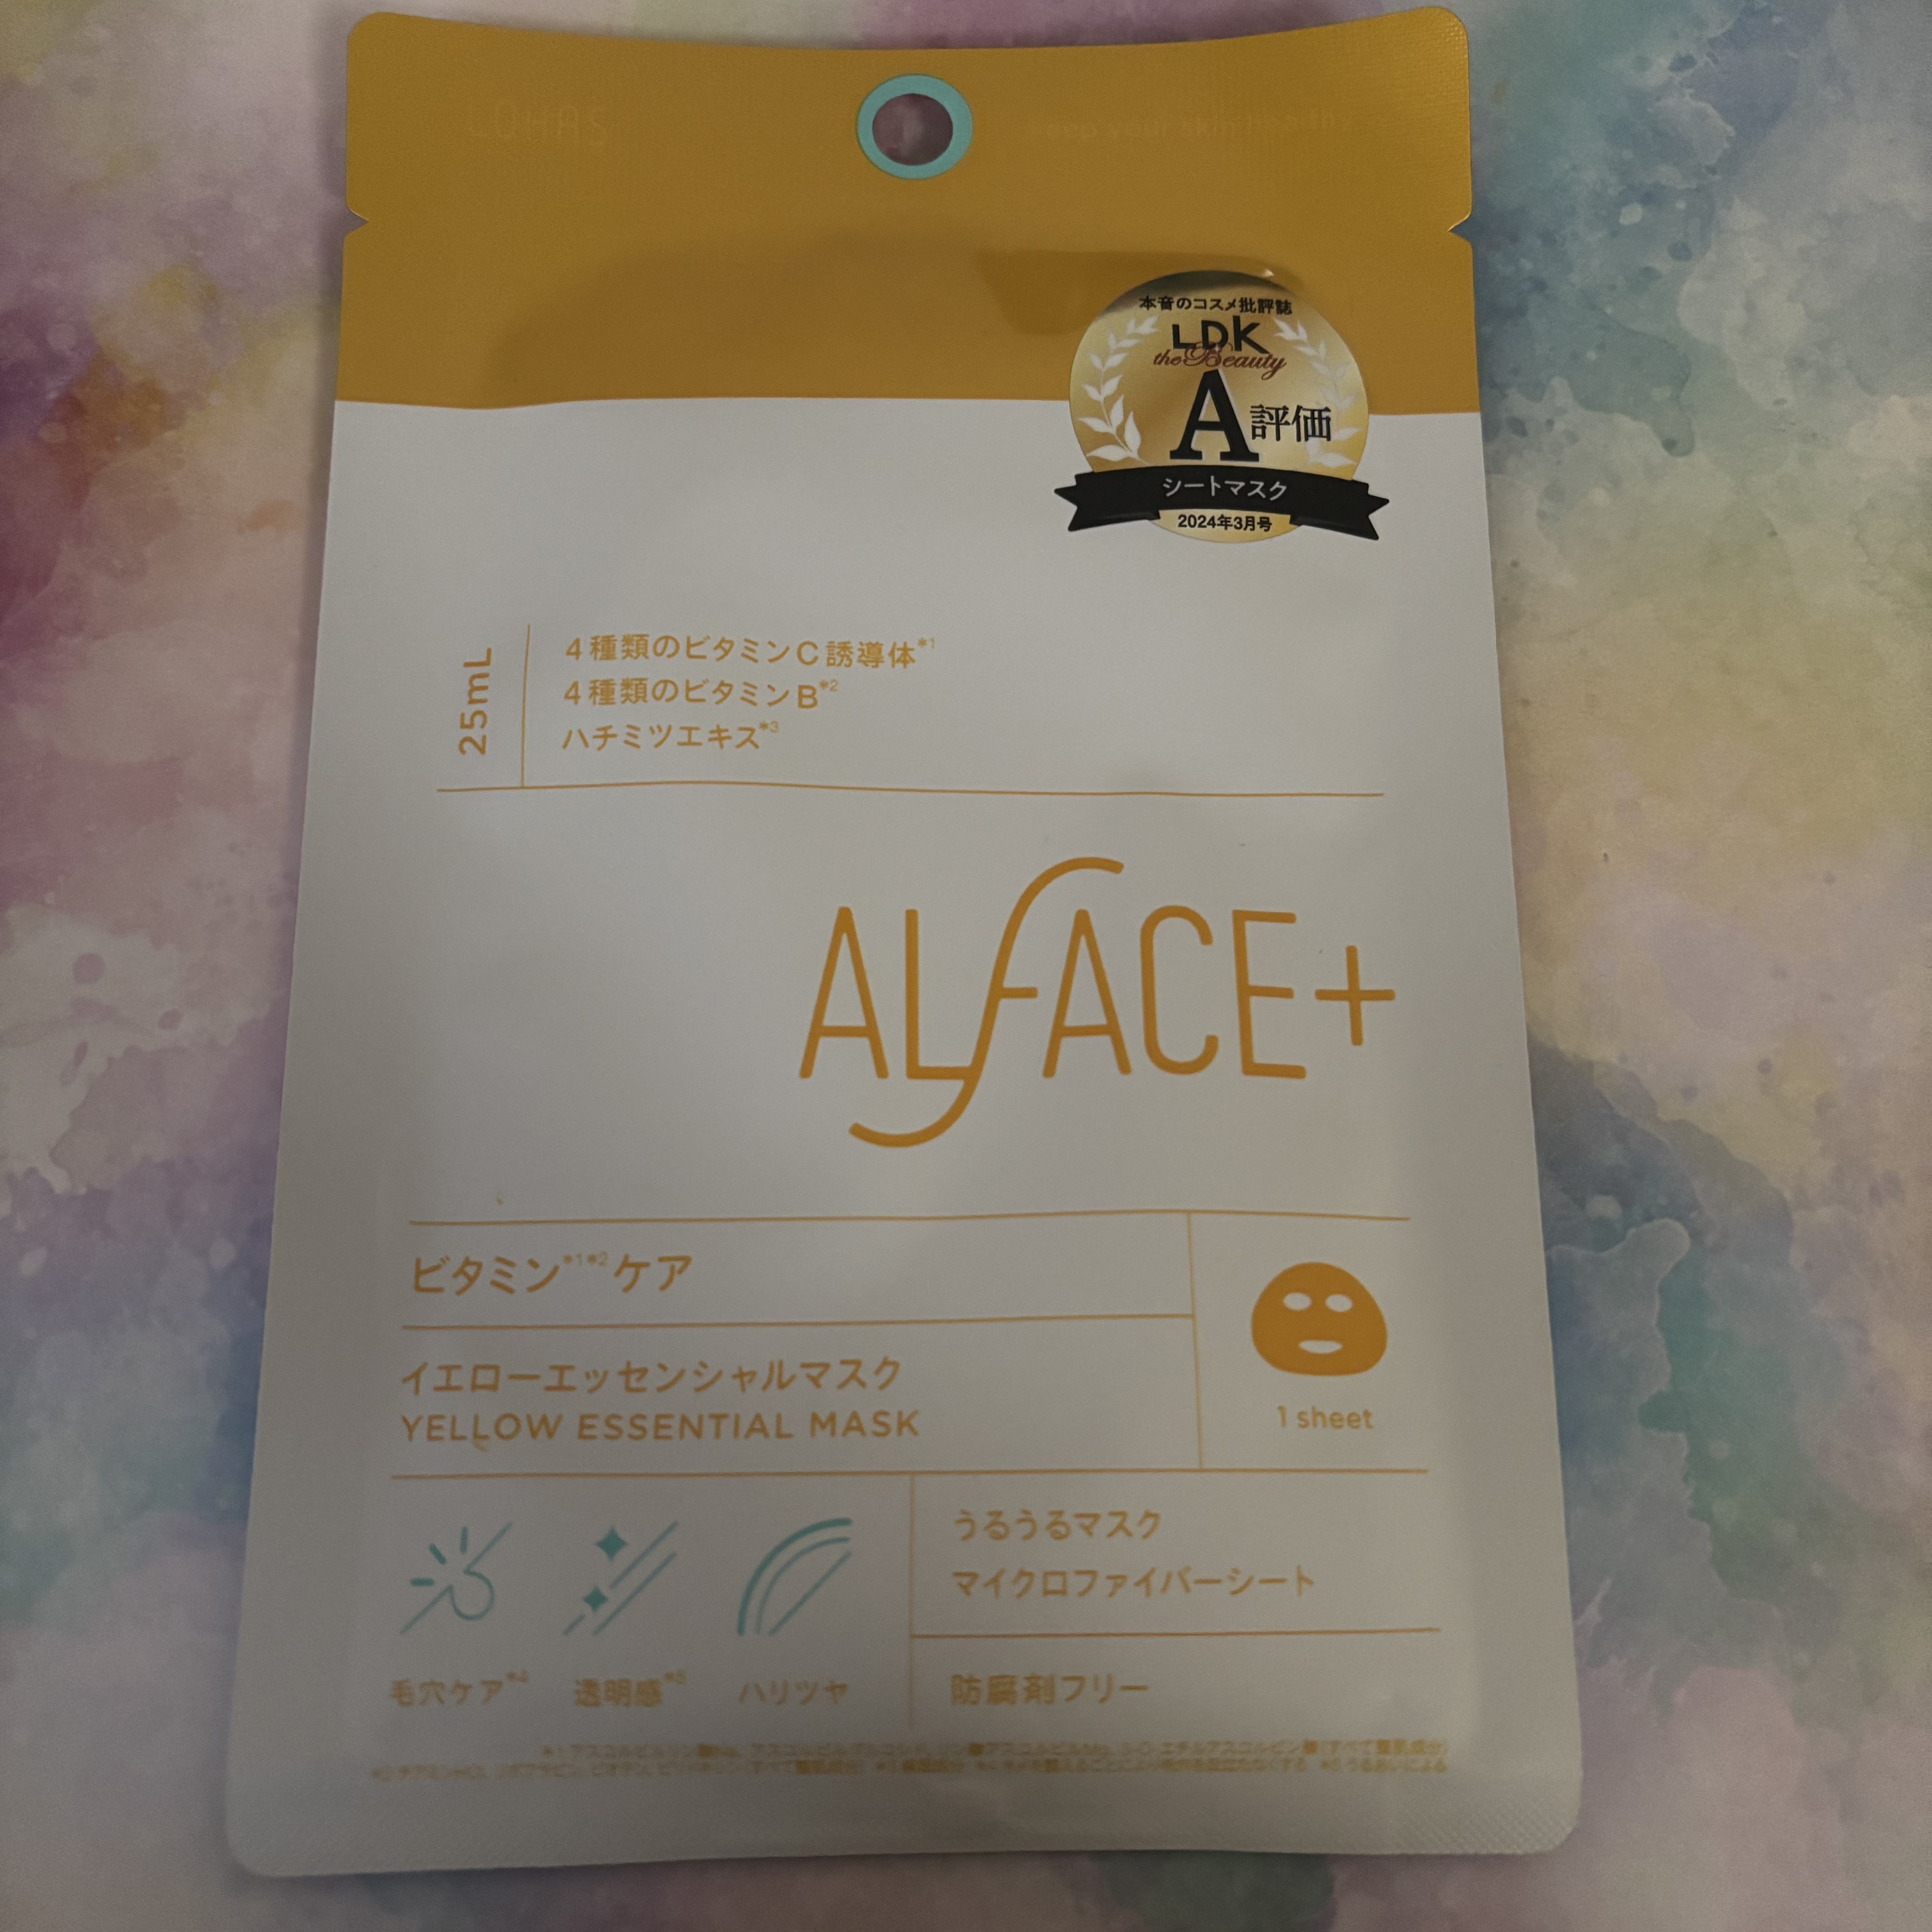 LOHAS
keep your skin healthy
本音のコスメ批評誌
LDK
the Beauty
A評価
シートマスク
2024年3月号
25mL
4種類のビタミンC誘導体*1
4種類のビタミンB*2
ハチミツエキス*3
ALFACE+
ビタミン*1*2ケア
イエローエッセンシャルマスク
YELLOW ESSENTIAL MASK
1 sheet
毛穴ケア*4
透明感*5
ハリツヤ
うるうるマスク
マイクロファイバーシート
防腐剤フリー